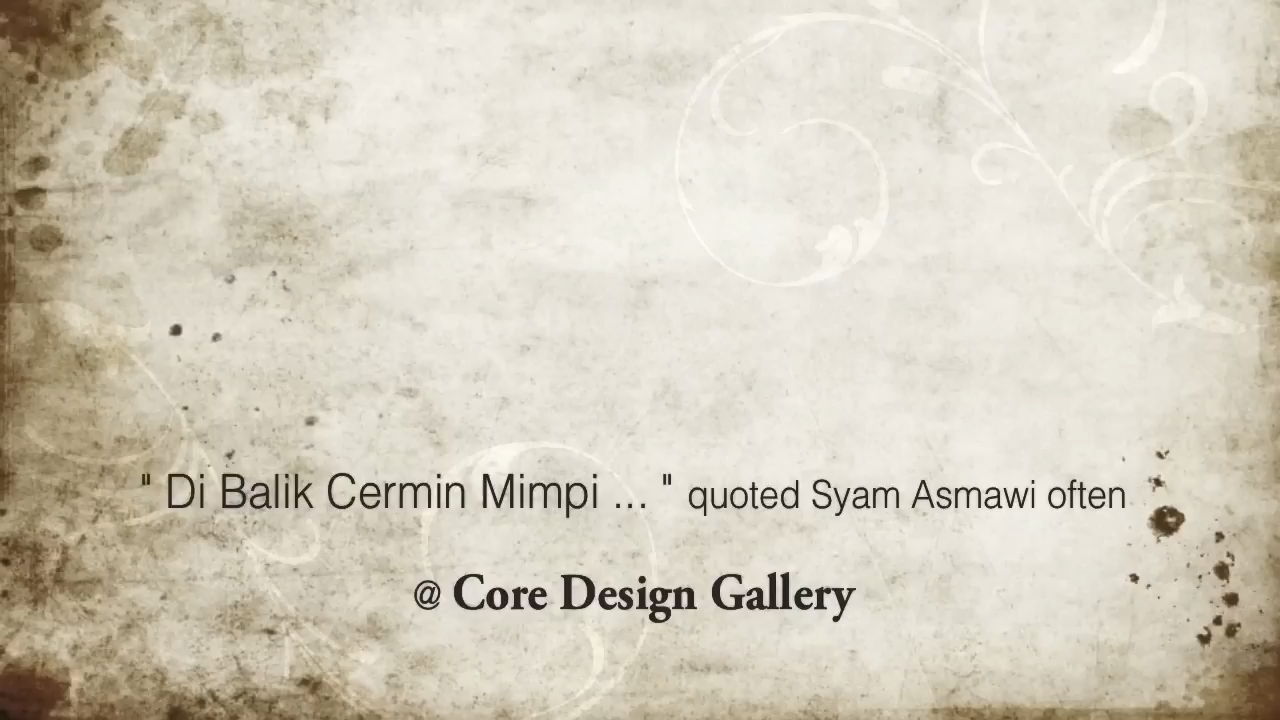 " Di Balik Cermin Mimpi ... " quoted Syam Asmawi often
@ Core Design Gallery